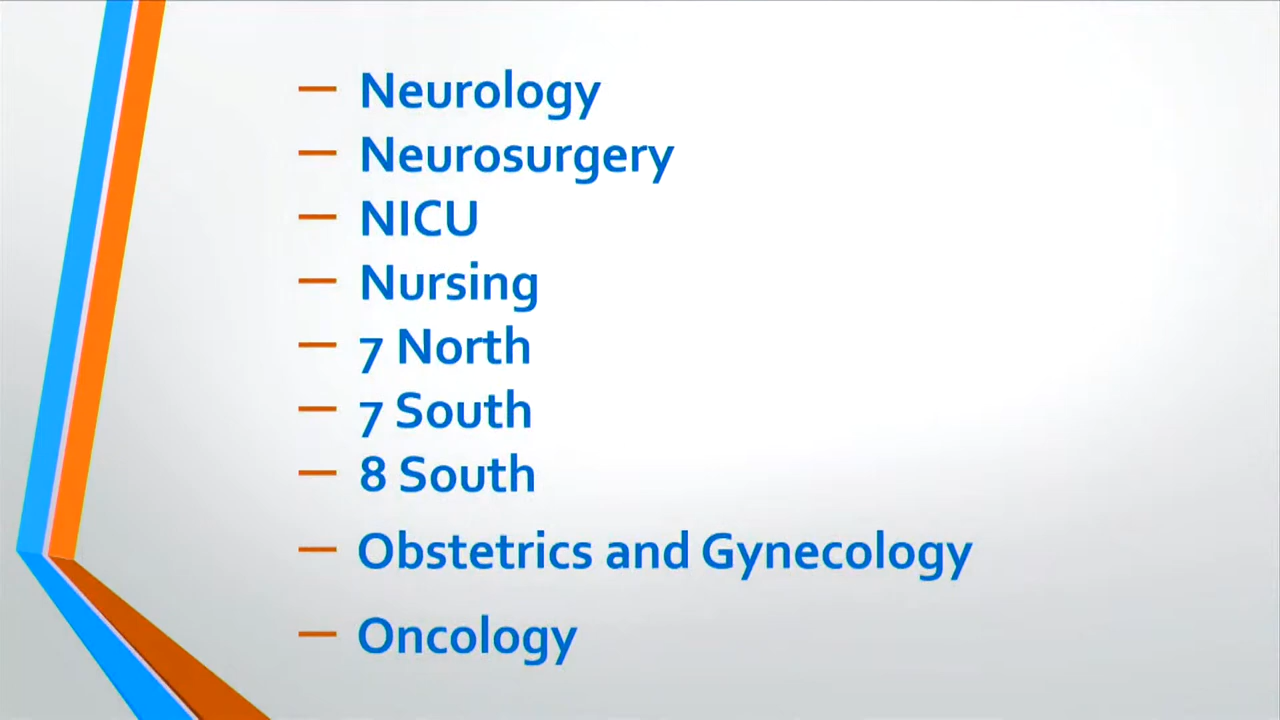 — Neurology
— Neurosurgery
— NICU
— Nursing
— 7 North
— 7 South
— 8 South
— Obstetrics and Gynecology
— Oncology